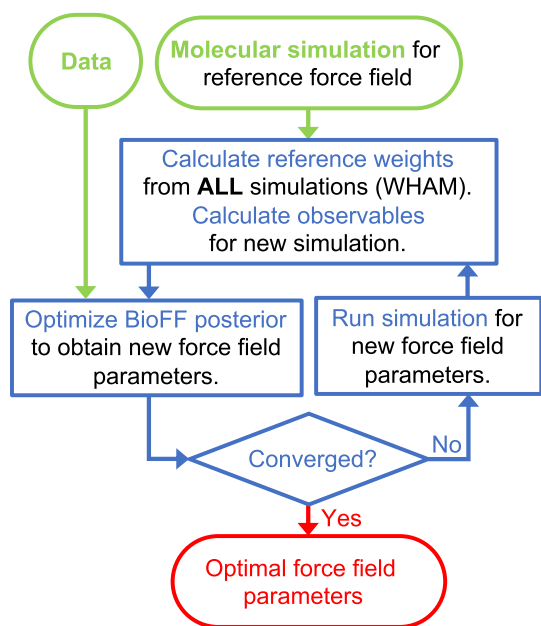 Data
Molecular simulation for
reference force field
Calculate reference weights
from ALL simulations (WHAM).
Calculate observables
for new simulation.
Optimize BioFF posterior
to obtain new force field
parameters.
Run simulation for
new force field
parameters.
Converged?
No
Yes
Optimal force field
parameters